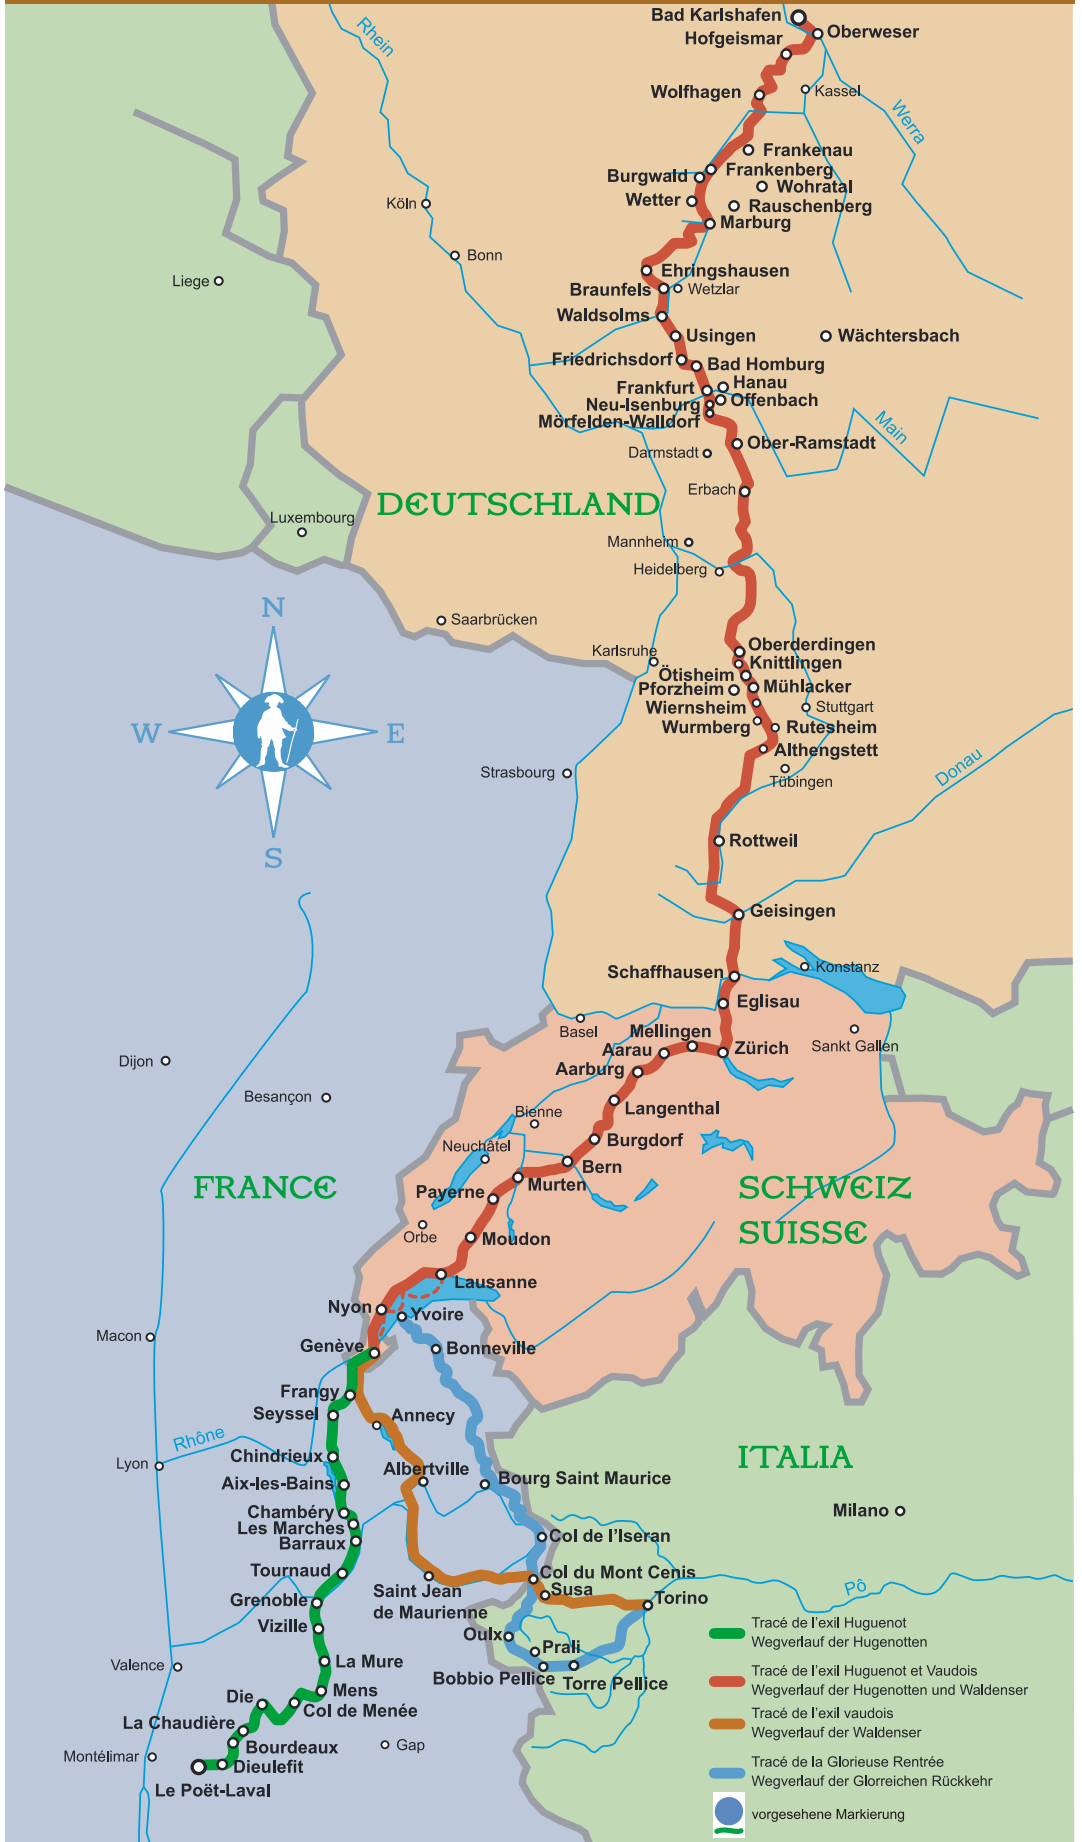 Bad Karlshafen
Oberweser
Hofgeismar
Rhein
Wolfhagen
Kassel
Werra
Frankenau
Frankenberg
Burgwald
Wohratal
Wetter
Rauschenberg
Köln
Marburg
Bonn
Ehringshausen
Liege
Braunfels
Wetzlar
Waldsolms
Usingen
Wächtersbach
Friedrichsdorf
Bad Homburg
Hanau
Frankfurt
Offenbach
Neu-Isenburg
Mörfelden-Walldorf
Main
Ober-Ramstadt
Darmstadt
Erbach
DEUTSCHLAND
Luxembourg
Mannheim
Heidelberg
N
Saarbrücken
Oberderdingen
Karlsruhe
Knittlingen
Ötisheim
Mühlacker
Pforzheim
Wiernsheim
Stuttgart
Wurmberg
Rutesheim
W
E
Althengstett
Donau
Strasbourg
Tübingen
Rottweil
S
Geisingen
Schaffhausen
Konstanz
Eglisau
Basel
Mellingen
Sankt Gallen
Aarau
Zürich
Dijon
Aarburg
Besançon
Langenthal
Bienne
Burgdorf
Neuchâtel
Bern
FRANCE
Murten
SCHWEIZ
Payerne
Orbe
Moudon
SUISSE
Lausanne
Nyon
Yvoire
Macon
Genève
Bonneville
Frangy
Seyssel
Annecy
Rhône
Chindrieux
ITALIA
Lyon
Albertville
Aix-les-Bains
Bourg Saint Maurice
Chambéry
Milano
Les Marches
Col de l'Iseran
Barraux
Tournaud
Col du Mont Cenis
Saint Jean
de Maurienne
Susa
Pô
Grenoble
Torino
Vizille
Oulx
Prali
La Mure
Valence
Bobbio Pellice
Torre Pellice
Mens
Die
Col de Menée
La Chaudière
Bourdeaux
Gap
Montélimar
Dieulefit
Le Poët-Laval
Tracé de l'exil Huguenot
Wegverlauf der Hugenotten
Tracé de l'exil Huguenot et Vaudois
Wegverlauf der Hugenotten und Waldenser
Tracé de l'exil vaudois
Wegverlauf der Waldenser
Tracé de la Glorieuse Rentrée
Wegverlauf der Glorreichen Rückkehr
vorgesehene Markierung